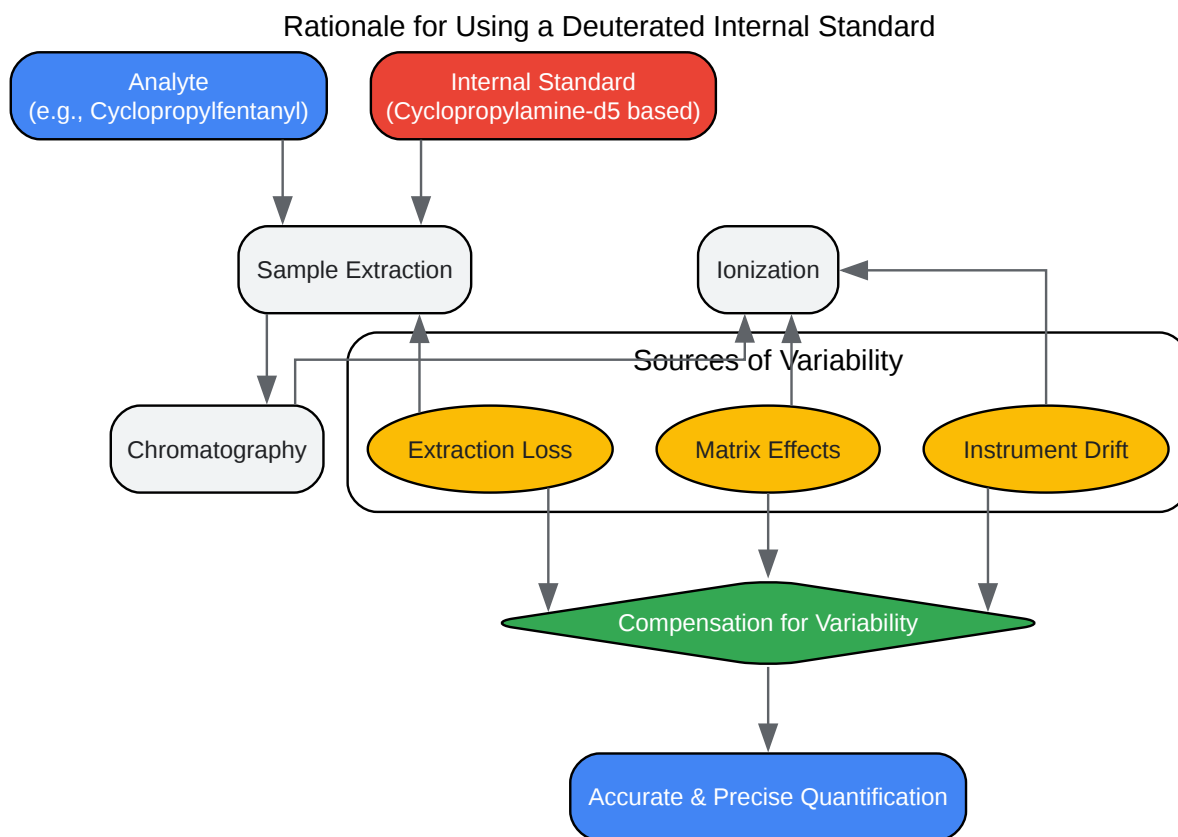 Rationale for Using a Deuterated Internal Standard
Analyte
(e.g., Cyclopropylfentanyl)
Internal Standard
(Cyclopropylamine-d5 based)
Sample Extraction
Ionization
Sources of Variability
Chromatography
Extraction Loss
Matrix Effects
Instrument Drift
Compensation for Variability
Accurate & Precise Quantification